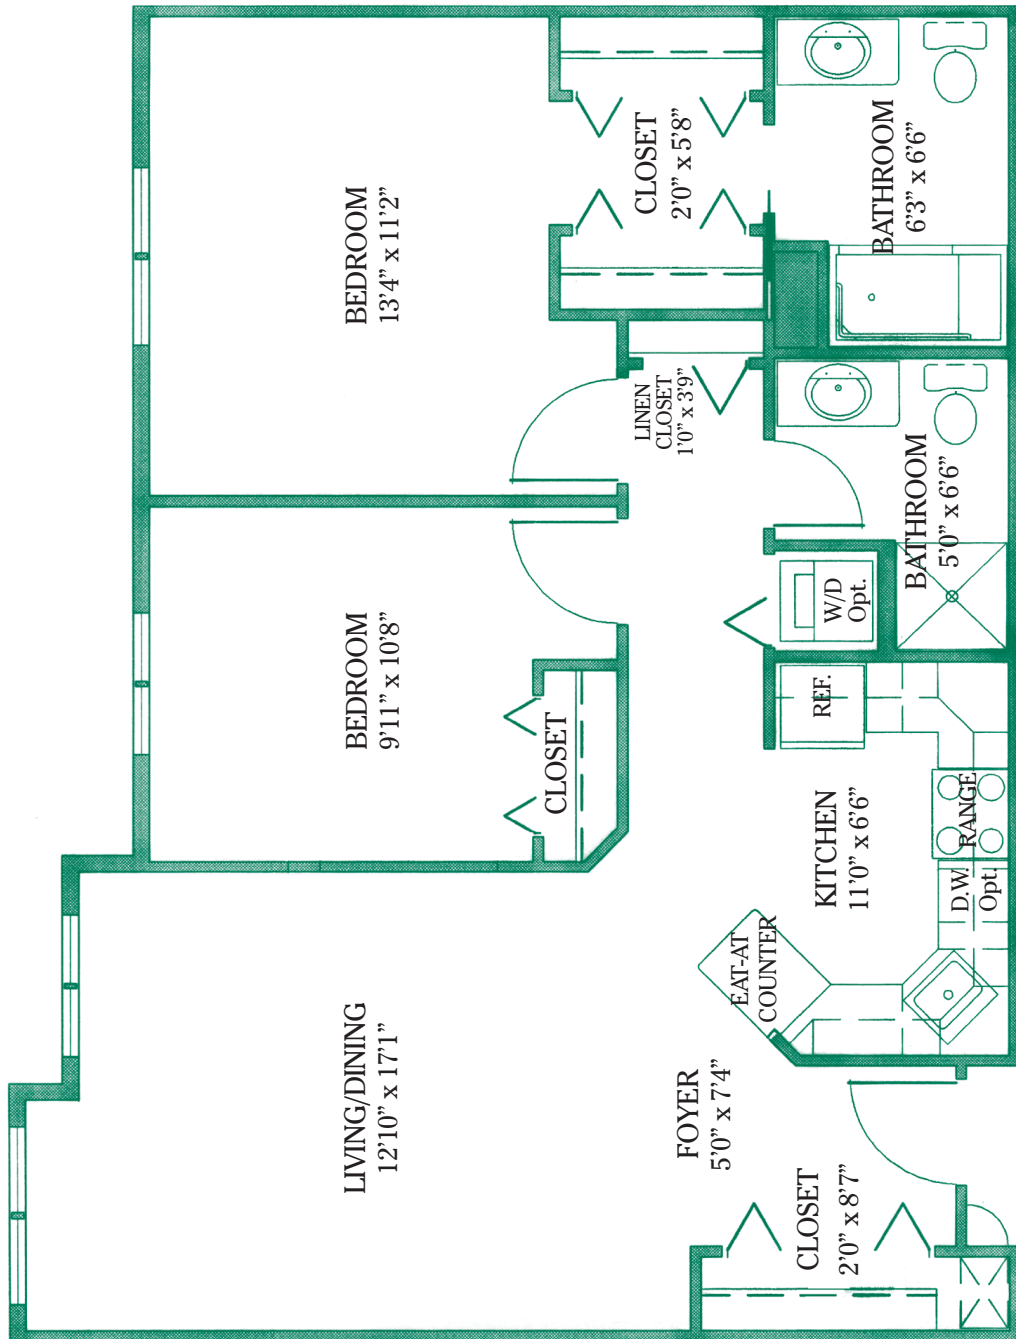 LIVING/DINING
12'10" x 17'1"
BEDROOM
9'11" x 10'8"
BEDROOM
13'4" x 11'2"
CLOSET
CLOSET
2'0" x 5'8"
LINEN
CLOSET
1'0" x 3'9"
FOYER
5'0" x 7'4"
CLOSET
2'0" x 8'7"
EAT-AT
COUNTER
KITCHEN
11'0" x 6'6"
REF.
W/D
Opt.
D.W.
Opt.
RANGE
BATHROOM
5'0" x 6'6"
BATHROOM
6'3" x 6'6"